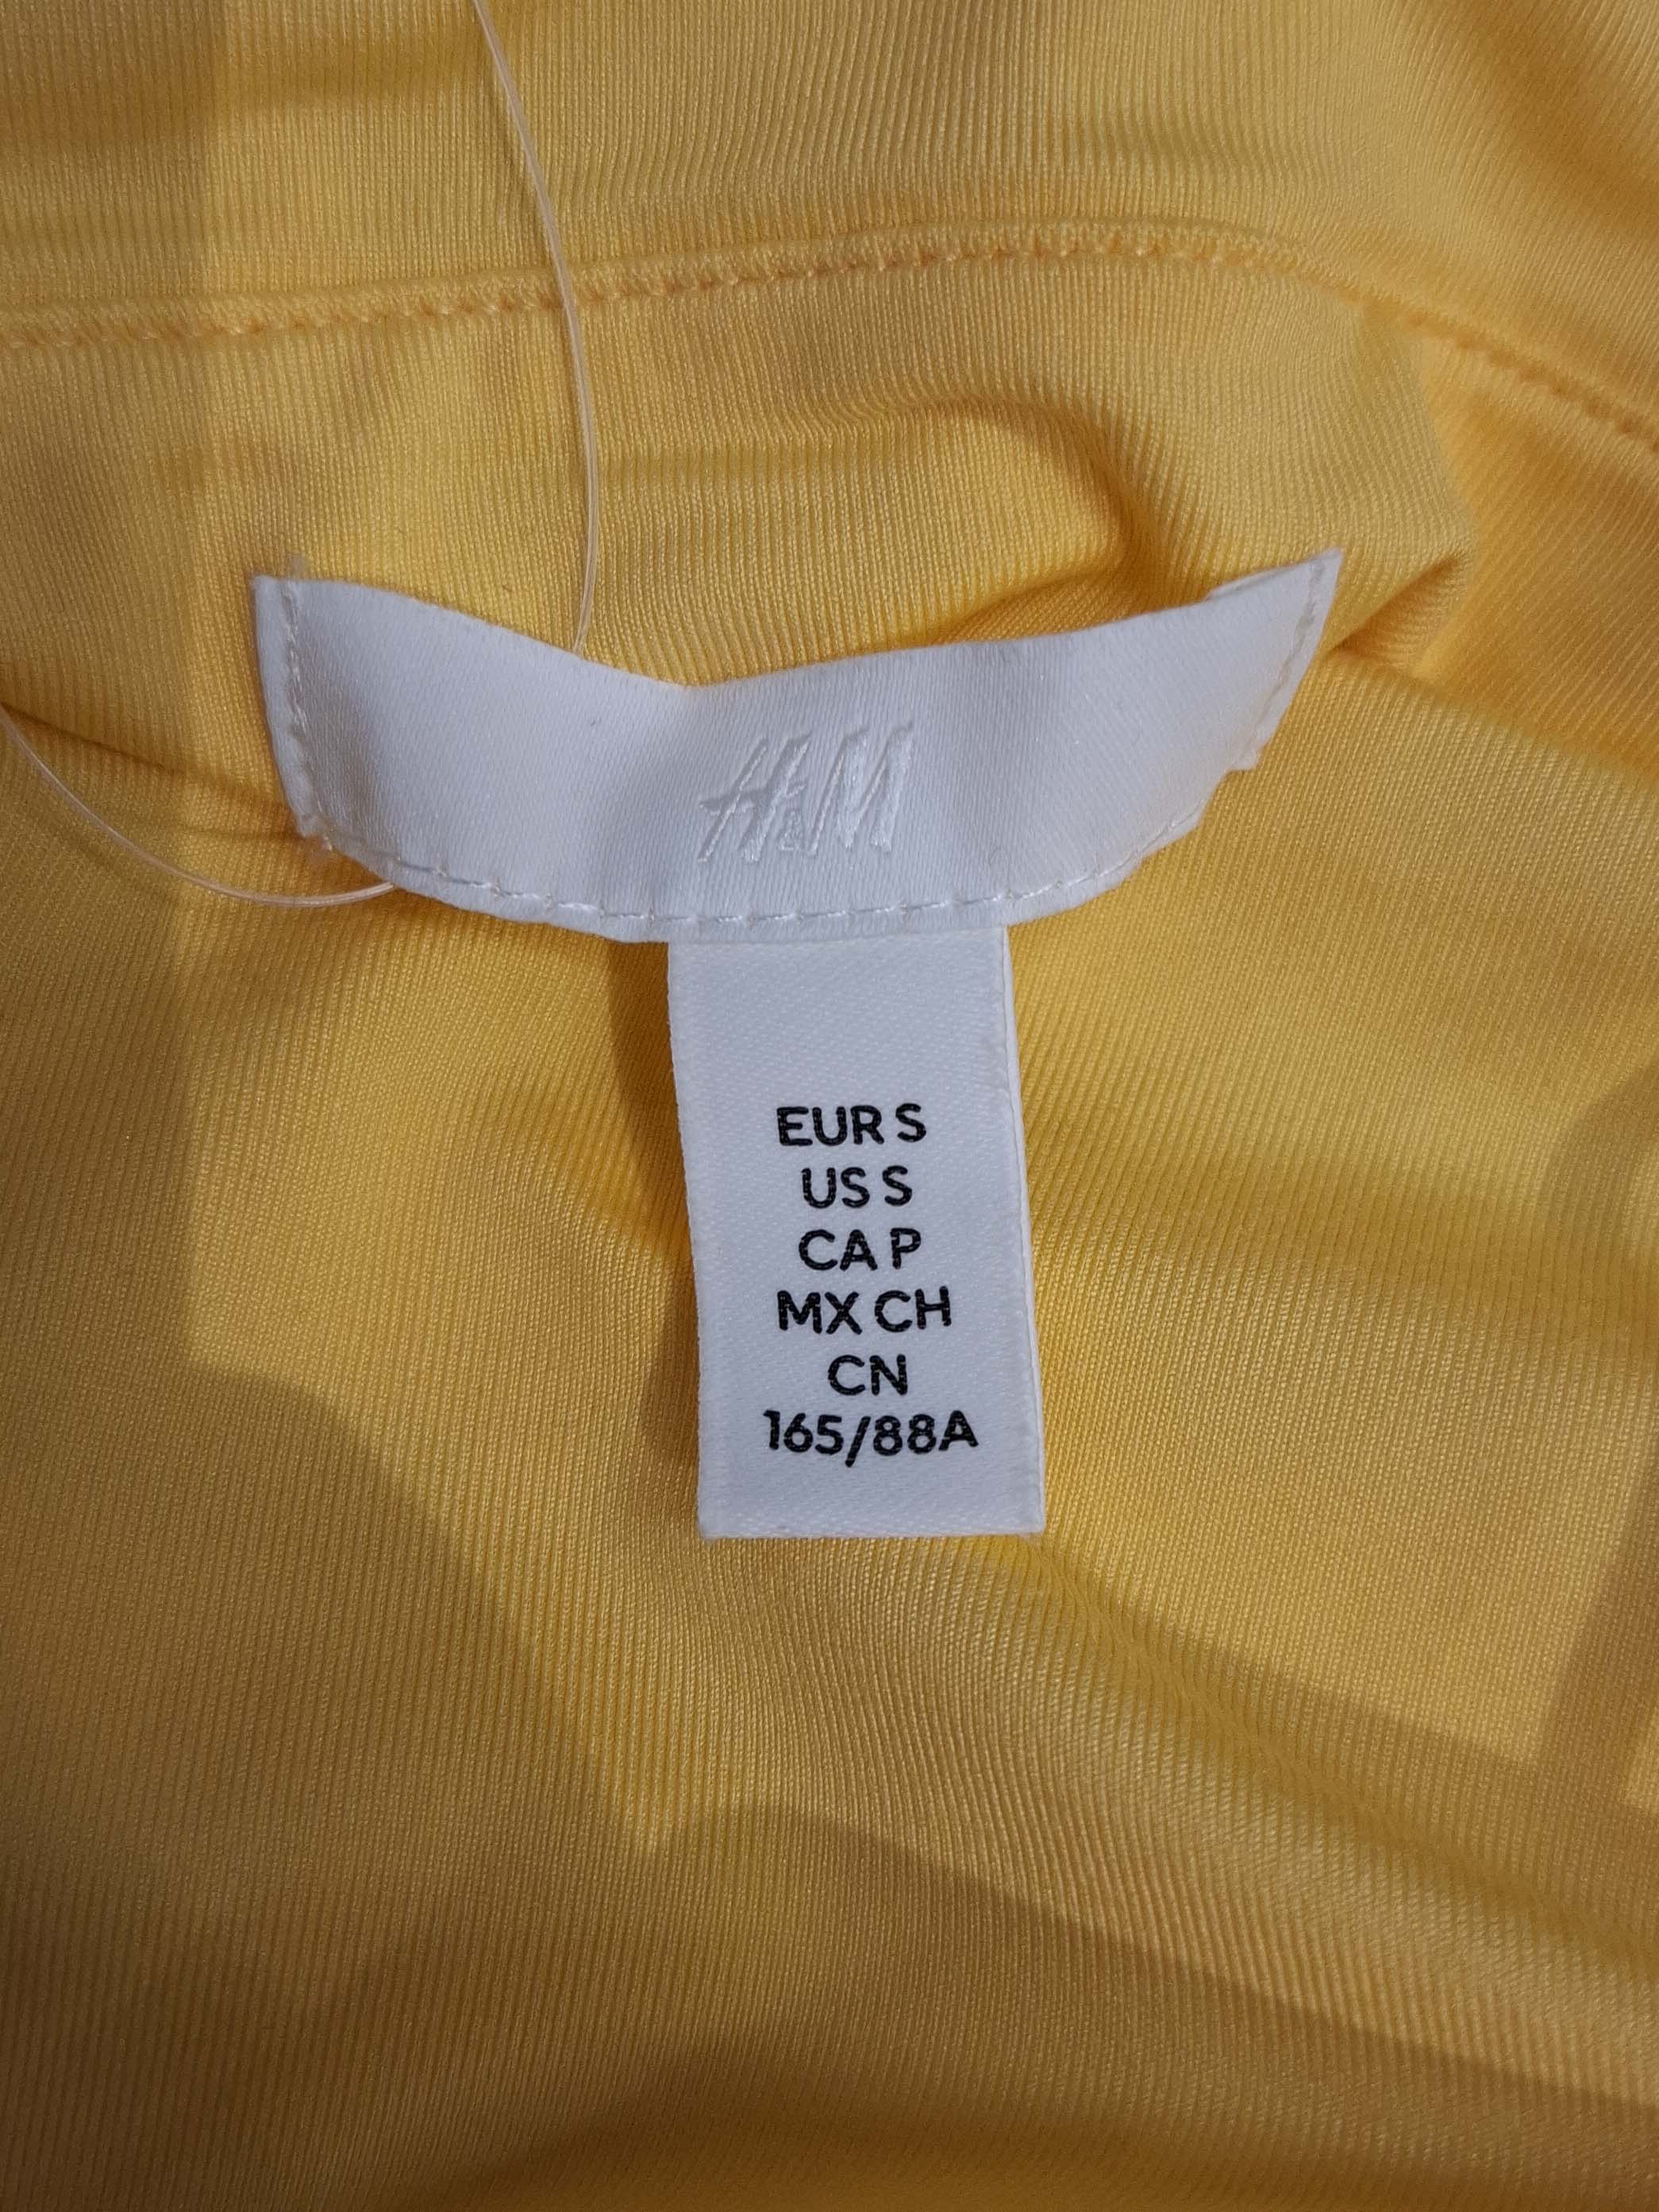 H&M
EUR S
US S
CA P
MX CH
CN
165/88A